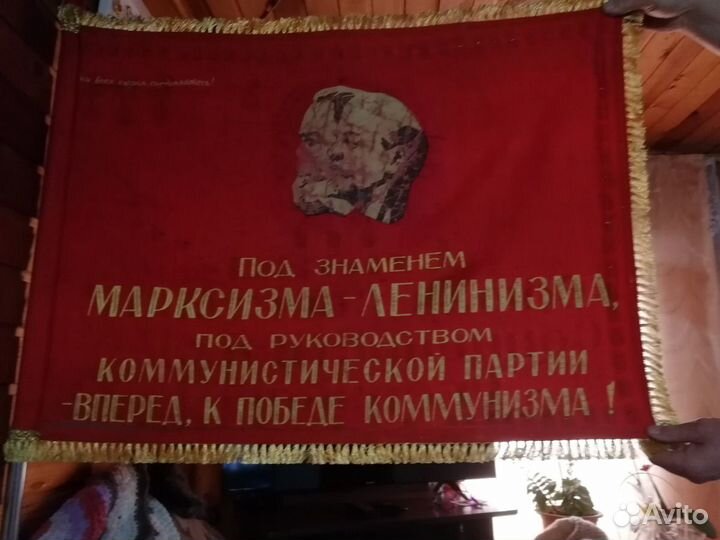 Под знаменем
марксизма-ленинизма,
под руководством
коммунистической партии
-вперед, к победе коммунизма!
Avito